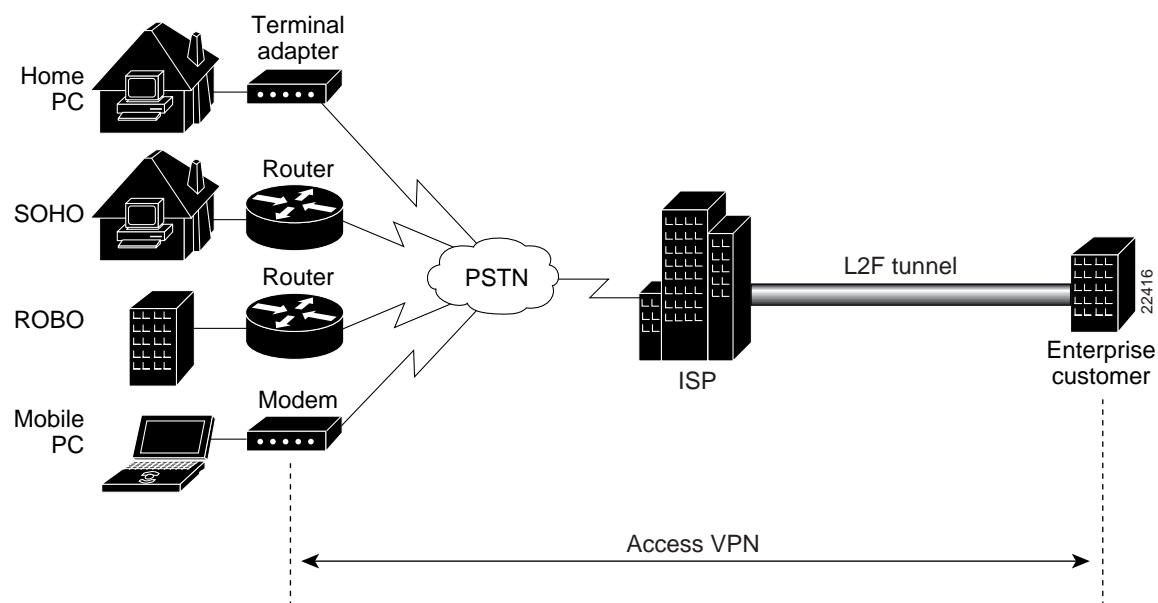 Terminal
adapter
Home
PC
Router
SOHO
Router
ROBO
Modem
Mobile
PC
PSTN
ISP
L2F tunnel
22416
Enterprise
customer
Access VPN